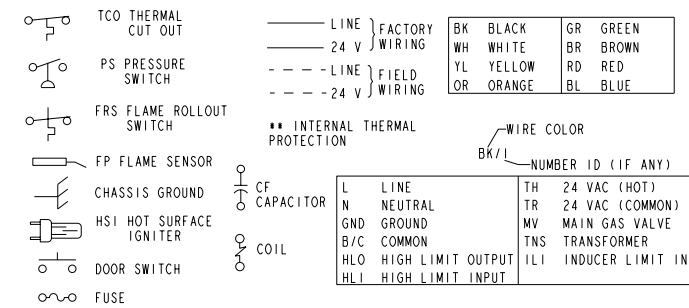 TCO THERMAL
CUT OUT
PS PRESSURE
SWITCH
FRS FLAME ROLLOUT
SWITCH
FP FLAME SENSOR
CHASSIS GROUND
HSI HOT SURFACE
IGNITER
DOOR SWITCH
FUSE
LINE
24 V
FACTORY
WIRING
LINE
24 V
FIELD
WIRING
** INTERNAL THERMAL
PROTECTION
CF
CAPACITOR
COIL
BK BLACK GR GREEN
WH WHITE BR BROWN
YL YELLOW RD RED
OR ORANGE BL BLUE
WIRE COLOR
BK/1
NUMBER ID (IF ANY)
L LINE TH 24 VAC (HOT)
N NEUTRAL TR 24 VAC (COMMON)
GND GROUND MV MAIN GAS VALVE
B/C COMMON TNS TRANSFORMER
HLO HIGH LIMIT OUTPUT ILI INDUCER LIMIT IN
HLI HIGH LIMIT INPUT